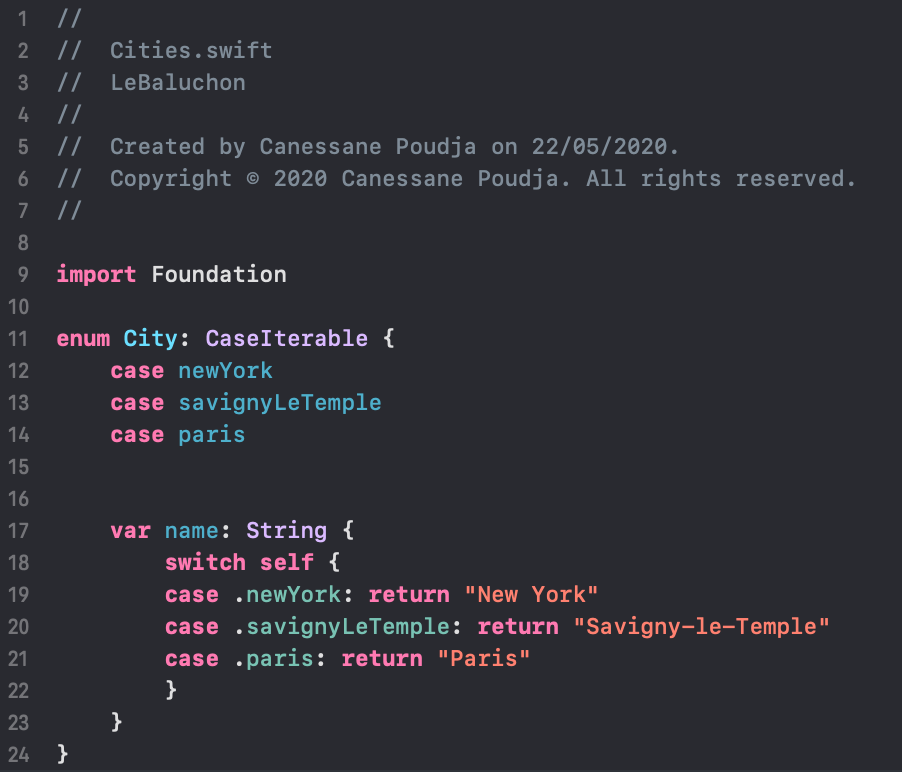 1 //
2 //  Cities.swift
3 //  LeBaluchon
4 //
5 //  Created by Canessane Poudja on 22/05/2020.
6 //  Copyright © 2020 Canessane Poudja. All rights reserved.
7 //
8
9 import Foundation
10
11 enum City: CaseIterable {
12     case newYork
13     case savignyLeTemple
14     case paris
15
16
17     var name: String {
18         switch self {
19         case .newYork: return "New York"
20         case .savignyLeTemple: return "Savigny-le-Temple"
21         case .paris: return "Paris"
22         }
23     }
24 }